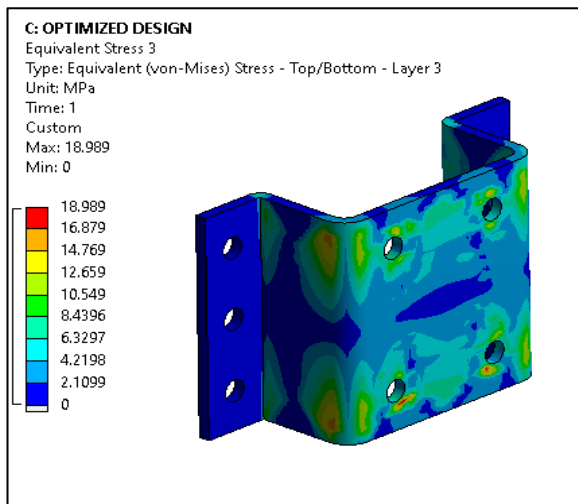 C: OPTIMIZED DESIGN
Equivalent Stress 3
Type: Equivalent (von-Mises) Stress - Top/Bottom - Layer 3
Unit: MPa
Time: 1
Custom
Max: 18.989
Min: 0
18.989
16.879
14.769
12.659
10.549
8.4396
6.3297
4.2198
2.1099
0